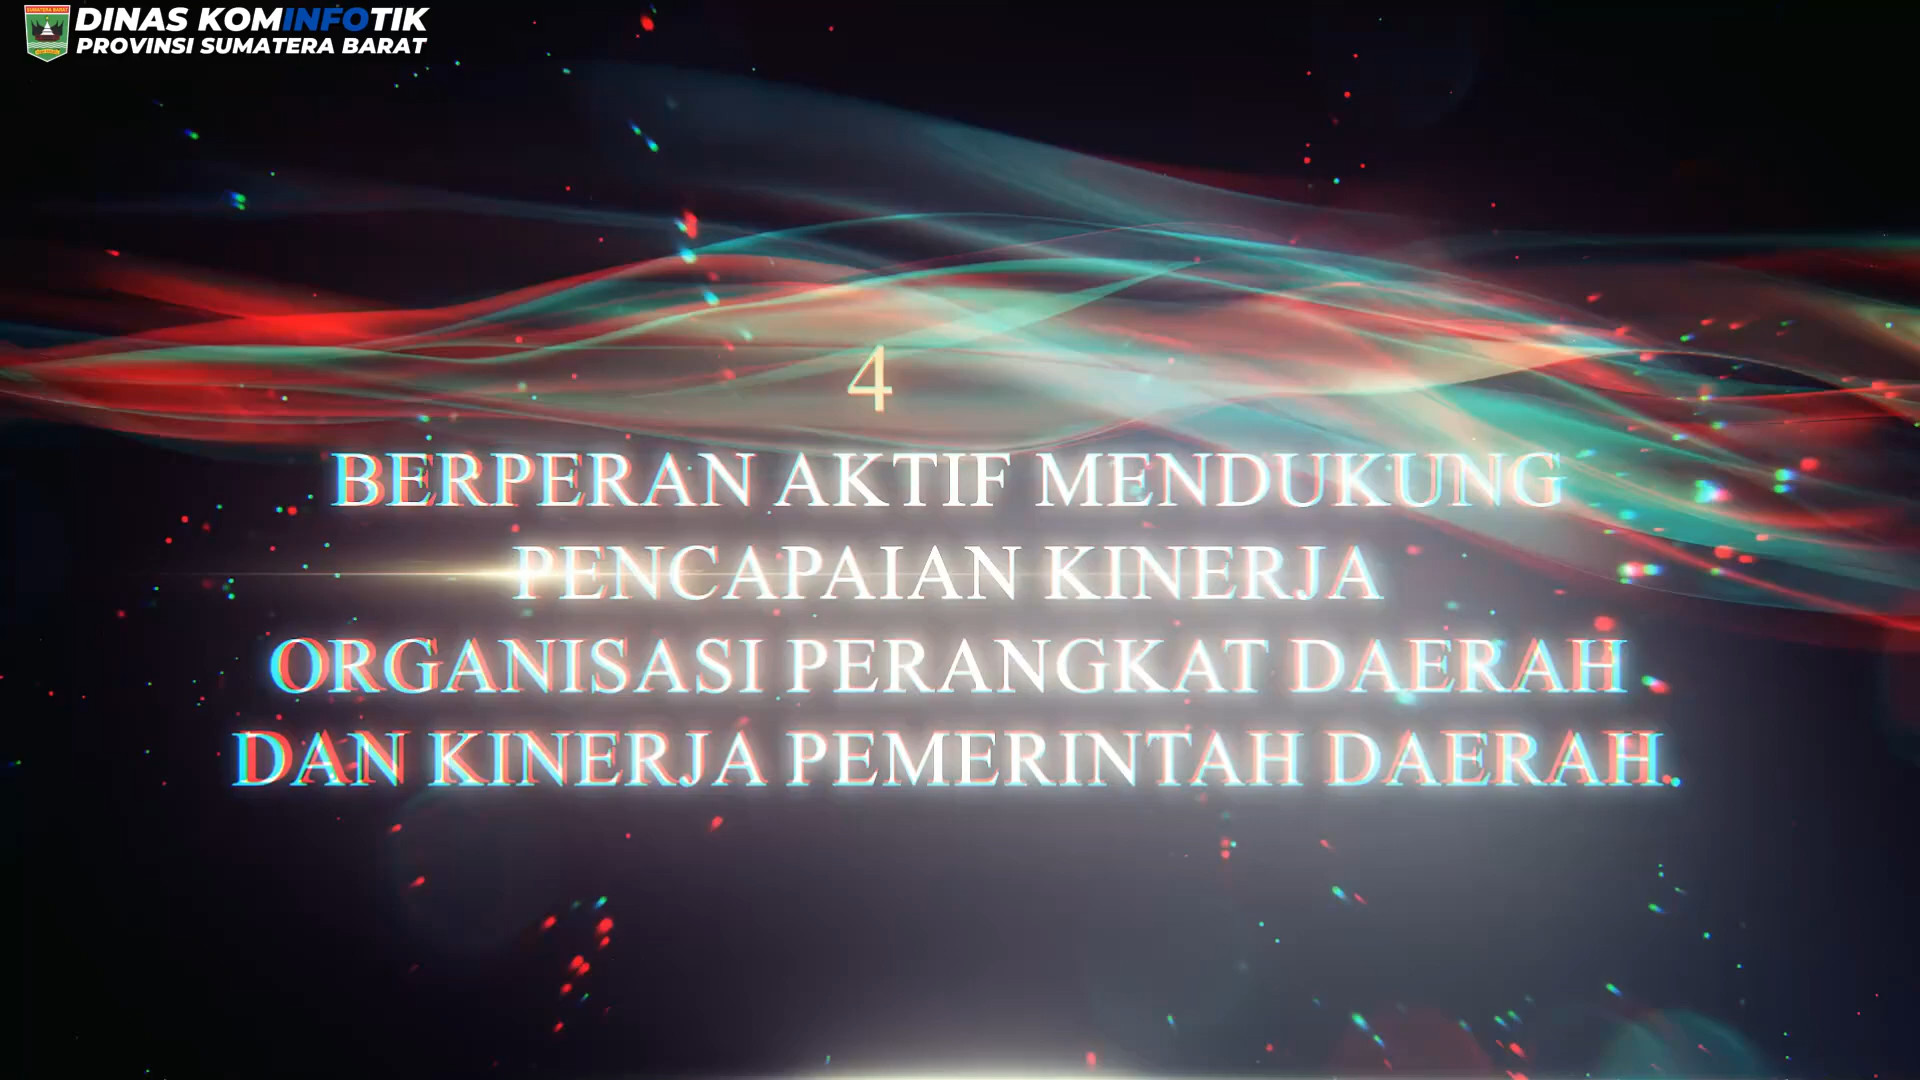 DINAS KOMINFOTIK
PROVINSI SUMATERA BARAT
4
BERPERAN AKTIF MENDUKUNG
PENCAPAIAN KINERJA
ORGANISASI PERANGKAT DAERAH
DAN KINERJA PEMERINTAH DAERAH.